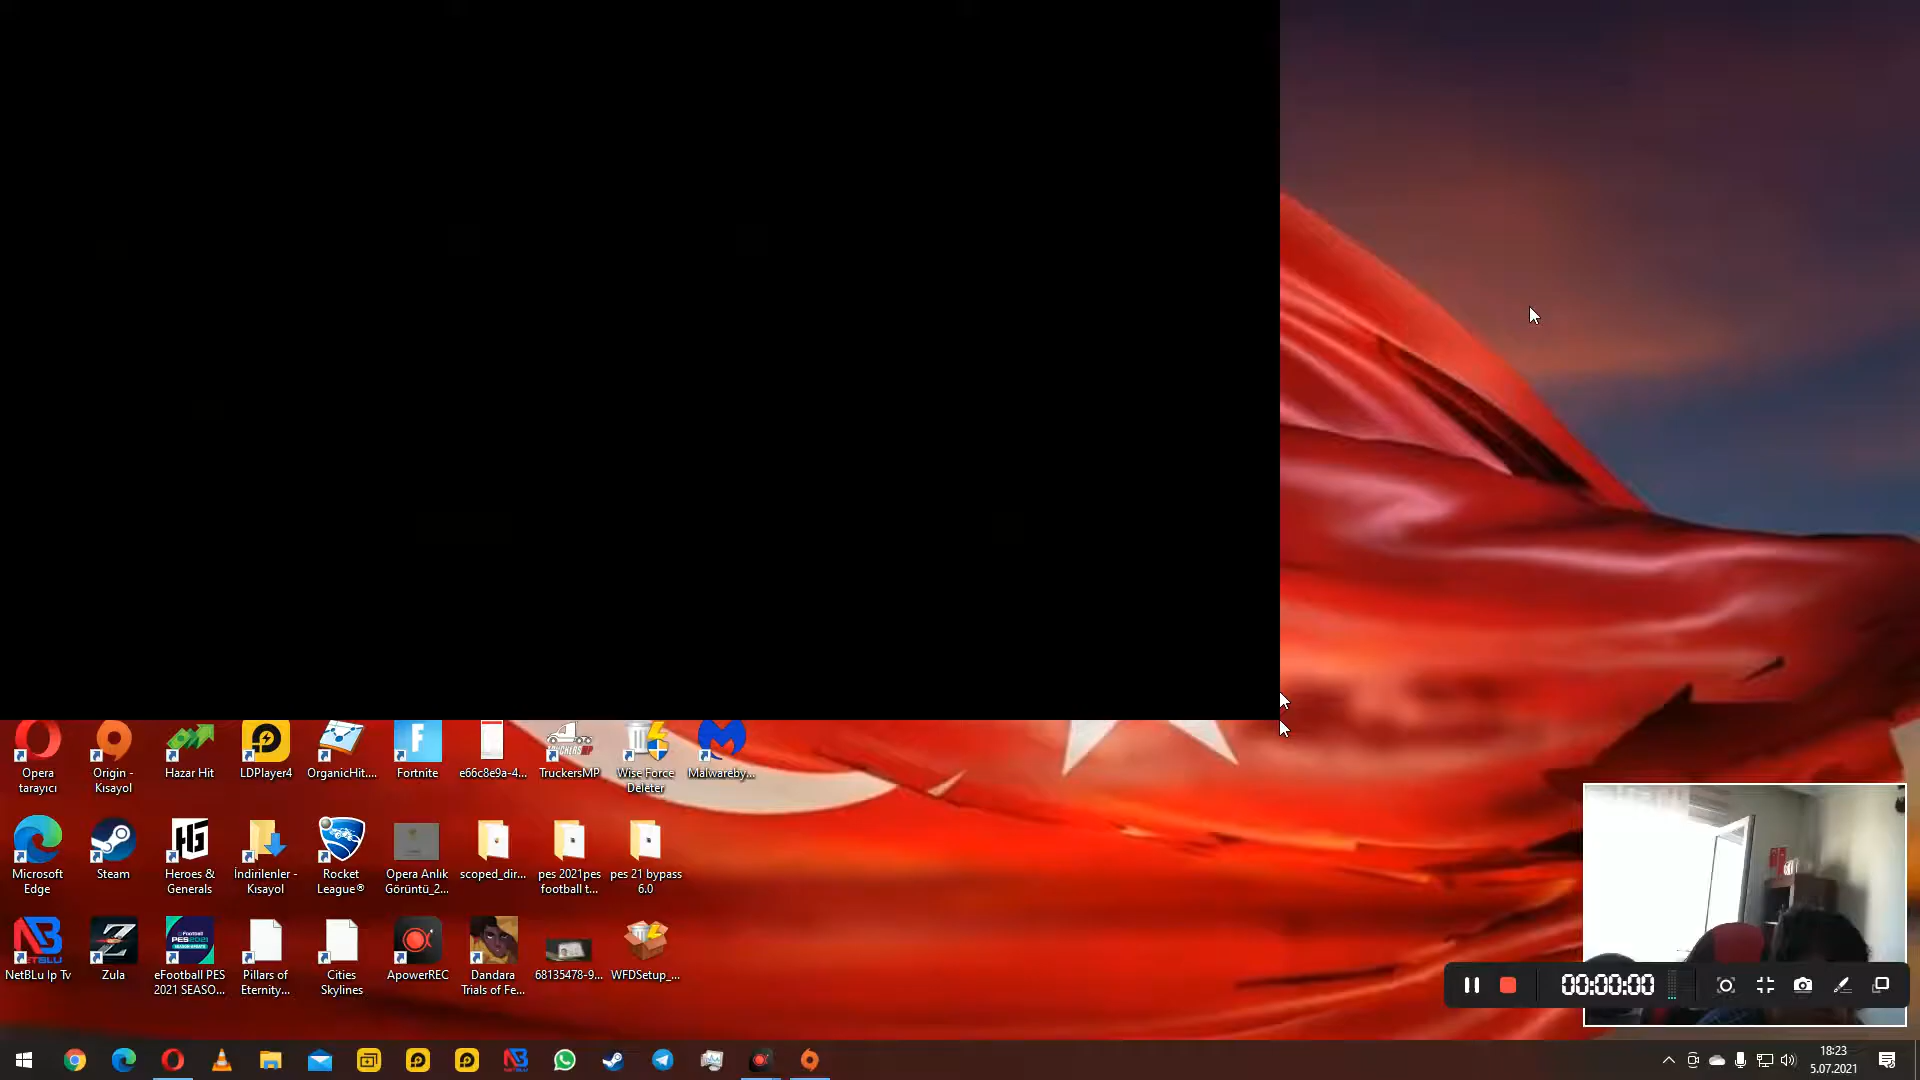 Opera
tarayıcı
Origin -
Kısayol
Hazar Hit
LDPlayer4
OrganicHit....
Fortnite
e66c8e9a-4...
TruckersMP
Wise Force
Deleter
Malwareby...
Microsoft
Edge
Steam
Heroes &
Generals
İndirilenler -
Kısayol
Rocket
League®
Opera Anlık
Görüntü_2...
scoped_dir...
pes 2021pes
football t...
pes 21 bypass
6.0
NetBLu Ip Tv
Zula
eFootball PES
2021 SEASO...
Pillars of
Eternity...
Cities
Skylines
ApowerREC
Dandara
Trials of Fe...
68135478-9...
WFDSetup_...
00:00:00
18:23
5.07.2021